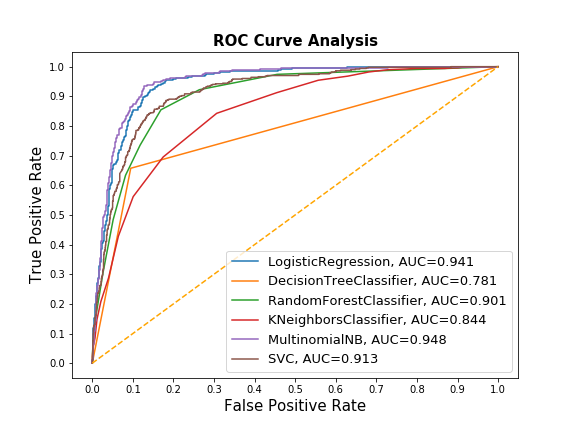 ROC Curve Analysis
True Positive Rate
1.0
0.9
0.8
0.7
0.6
0.5
0.4
0.3
0.2
0.1
0.0
LogisticRegression, AUC=0.941
DecisionTreeClassifier, AUC=0.781
RandomForestClassifier, AUC=0.901
KNeighborsClassifier, AUC=0.844
MultinomialNB, AUC=0.948
SVC, AUC=0.913
0.0 0.1 0.2 0.3 0.4 0.5 0.6 0.7 0.8 0.9 1.0
False Positive Rate